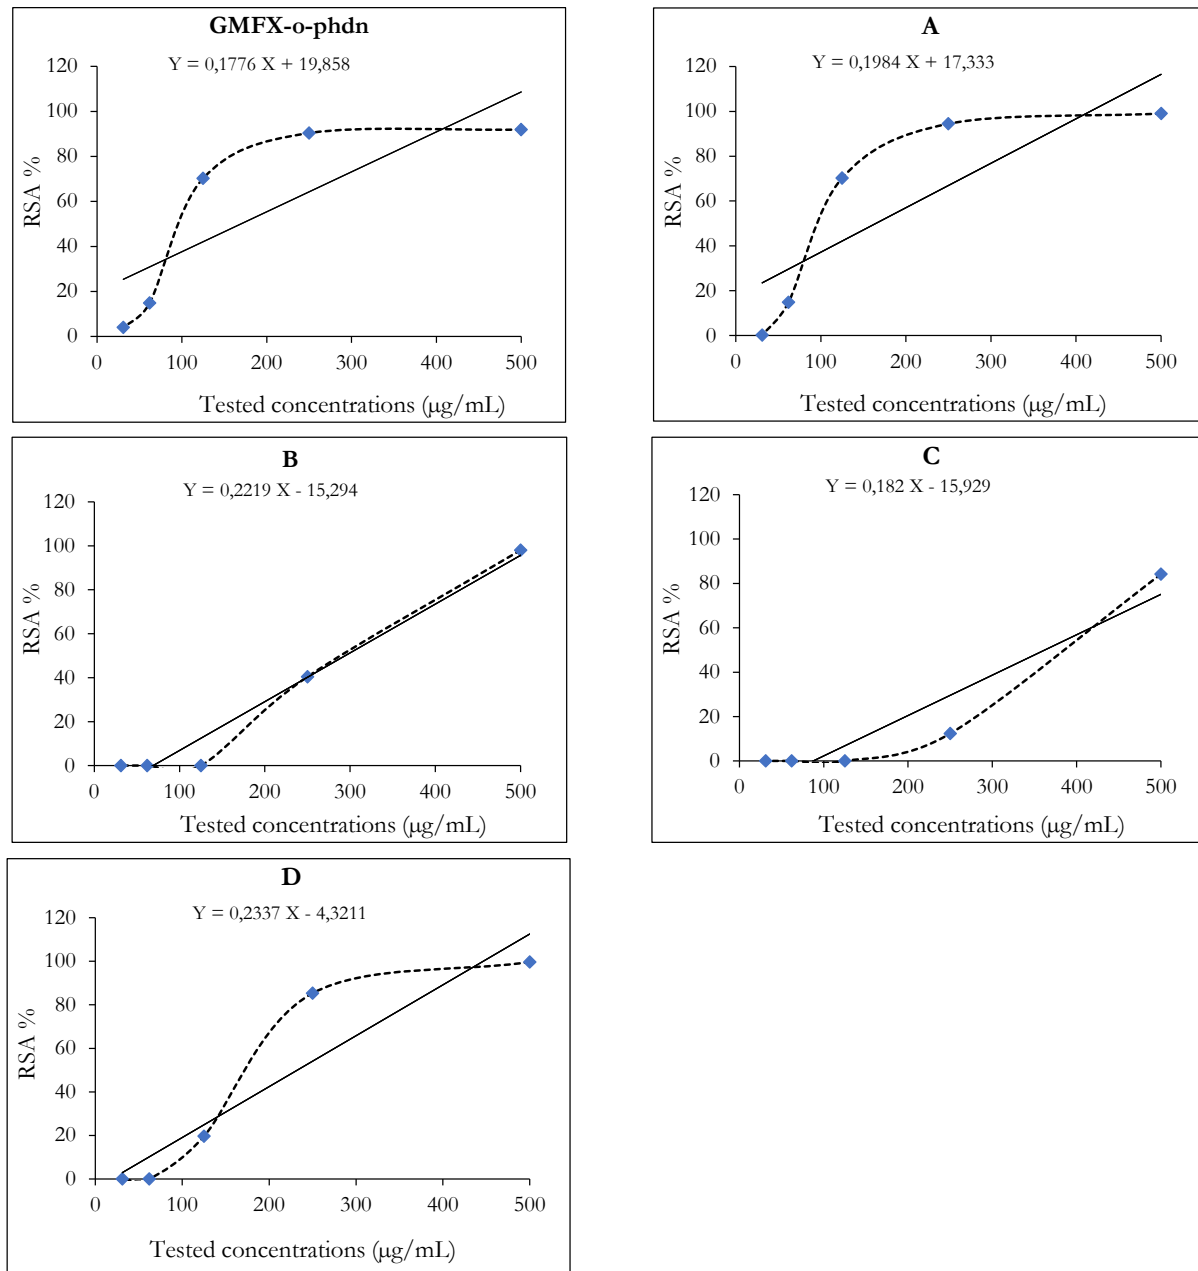 GMFX-o-phdn
Y = 0,1776 X + 19,858
RSA %
120
100
80
60
40
20
0
0 100 200 300 400 500
Tested concentrations (µg/mL)
A
Y = 0,1984 X + 17,333
RSA %
120
100
80
60
40
20
0
0 100 200 300 400 500
Tested concentrations (µg/mL)
B
Y = 0,2219 X - 15,294
RSA %
120
100
80
60
40
20
0
0 100 200 300 400 500
Tested concentrations (µg/mL)
C
Y = 0,182 X - 15,929
RSA %
120
100
80
60
40
20
0
0 100 200 300 400 500
Tested concentrations (µg/mL)
D
Y = 0,2337 X - 4,3211
RSA %
120
100
80
60
40
20
0
0 100 200 300 400 500
Tested concentrations (µg/mL)